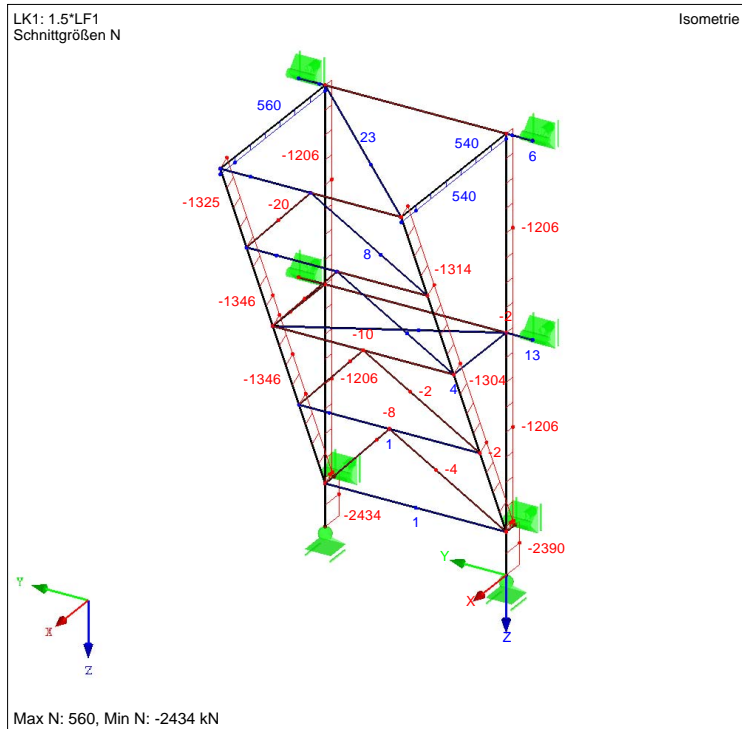 LK1: 1.5*LF1
Isometrie
Schnittgrößen N
560
23
540
6
-1206
540
-1325
-20
-1206
8
-1314
-1346
-2
-10
13
-1346
-1206
-2
4
-1304
-8
-1206
1
-2
-4
-2434
1
-2390
Y
X
Z
Y
X
Z
Max N: 560, Min N: -2434 kN